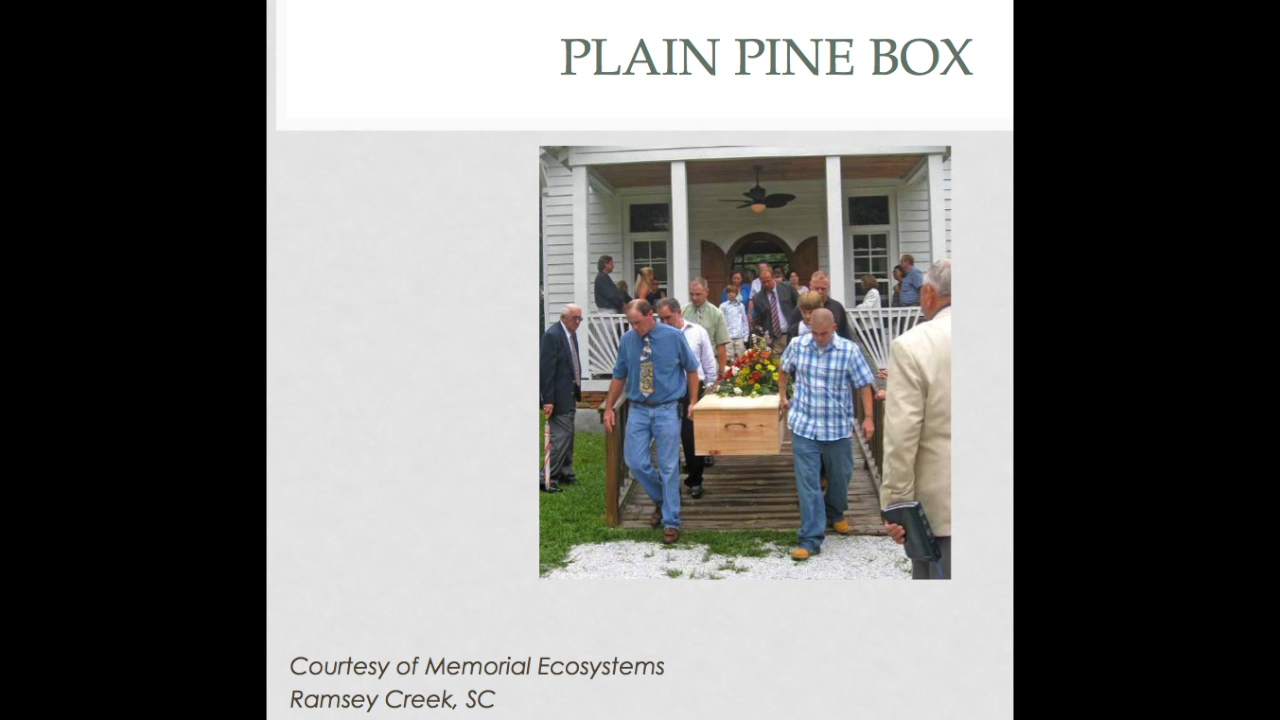 PLAIN PINE BOX
Courtesy of Memorial Ecosystems
Ramsey Creek, SC